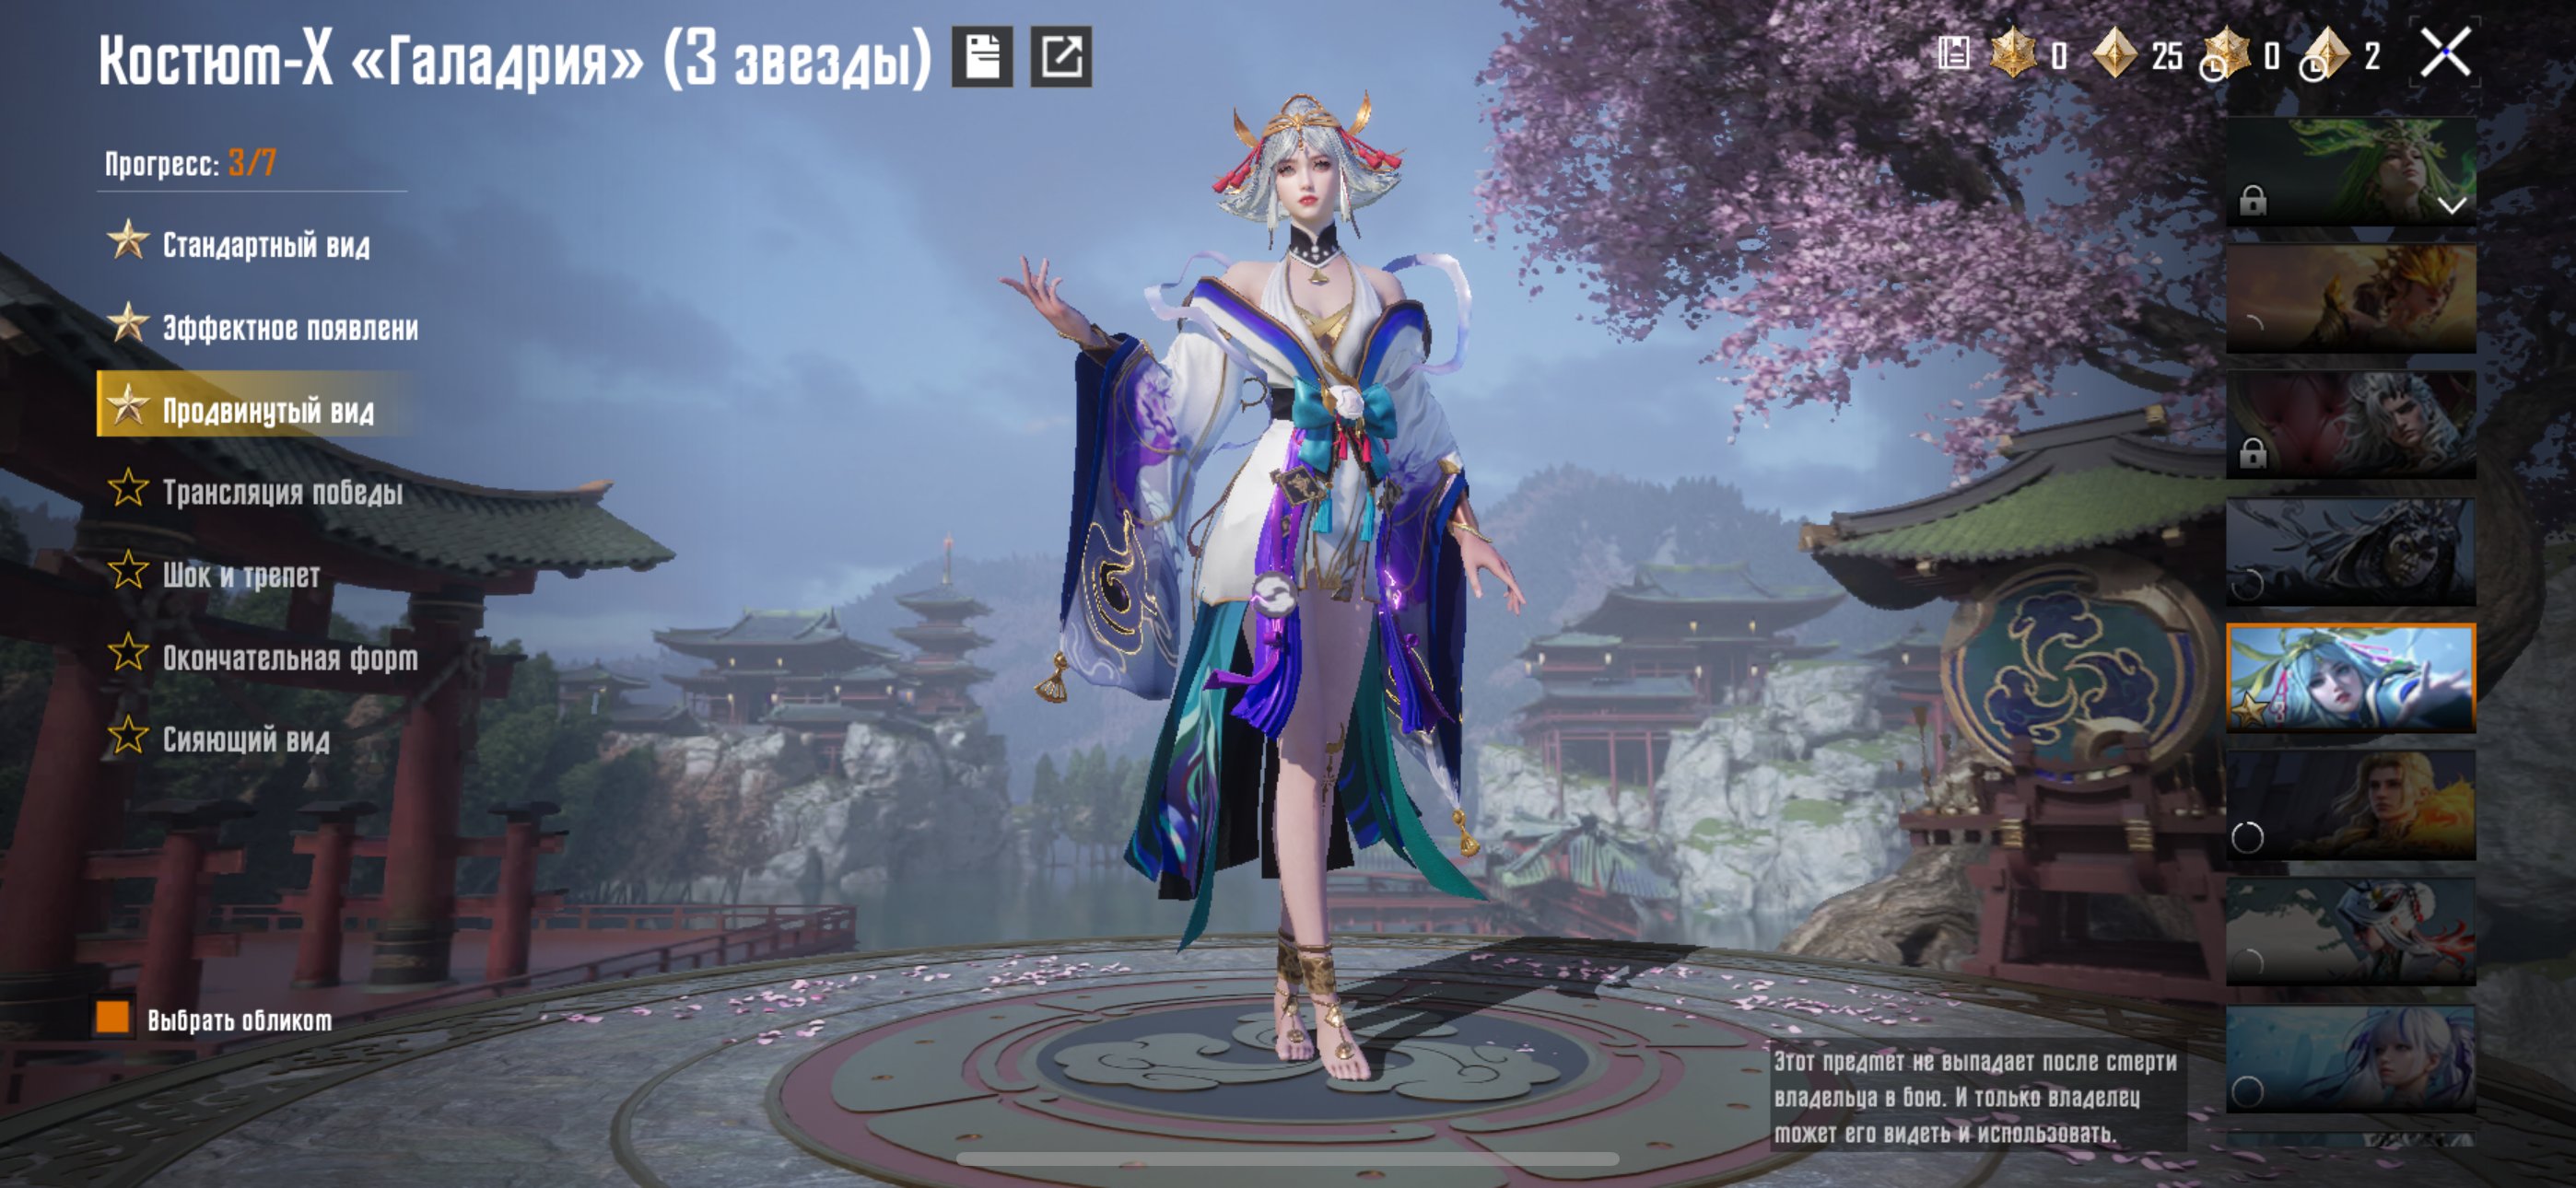 Костюм-X «Галадрия» (3 звезды)
0 25 0 2
Прогресс: 3/7
Стандартный вид
Эффектное появлени
Продвинутый вид
Трансляция победы
Шок и трепет
Окончательная форм
Сияющий вид
Выбрать обликом
Этот предмет не выпадает после смерти
владельца в бою. И только владелец
может его видеть и использовать.